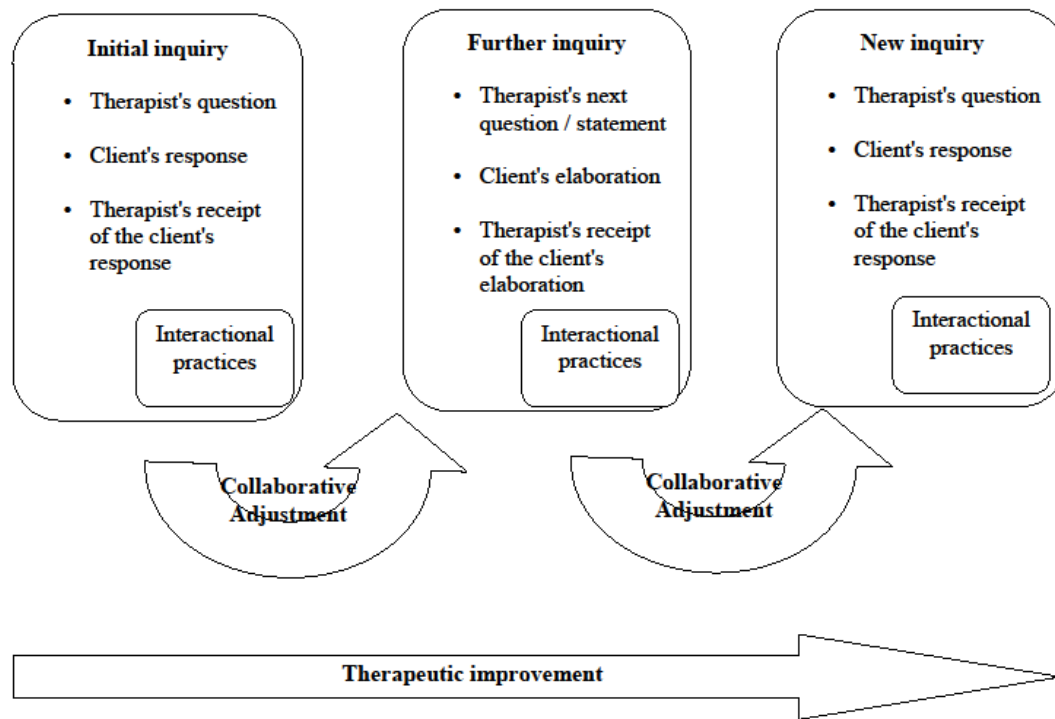 Initial inquiry
• Therapist's question
• Client's response
• Therapist's receipt
of the client's
response
Interactional
practices
Further inquiry
• Therapist's next
question / statement
• Client's elaboration
• Therapist's receipt
of the client's
elaboration
Interactional
practices
New inquiry
• Therapist's question
• Client's response
• Therapist's receipt
of the client's
response
Interactional
practices
Collaborative
Adjustment
Collaborative
Adjustment
Therapeutic improvement